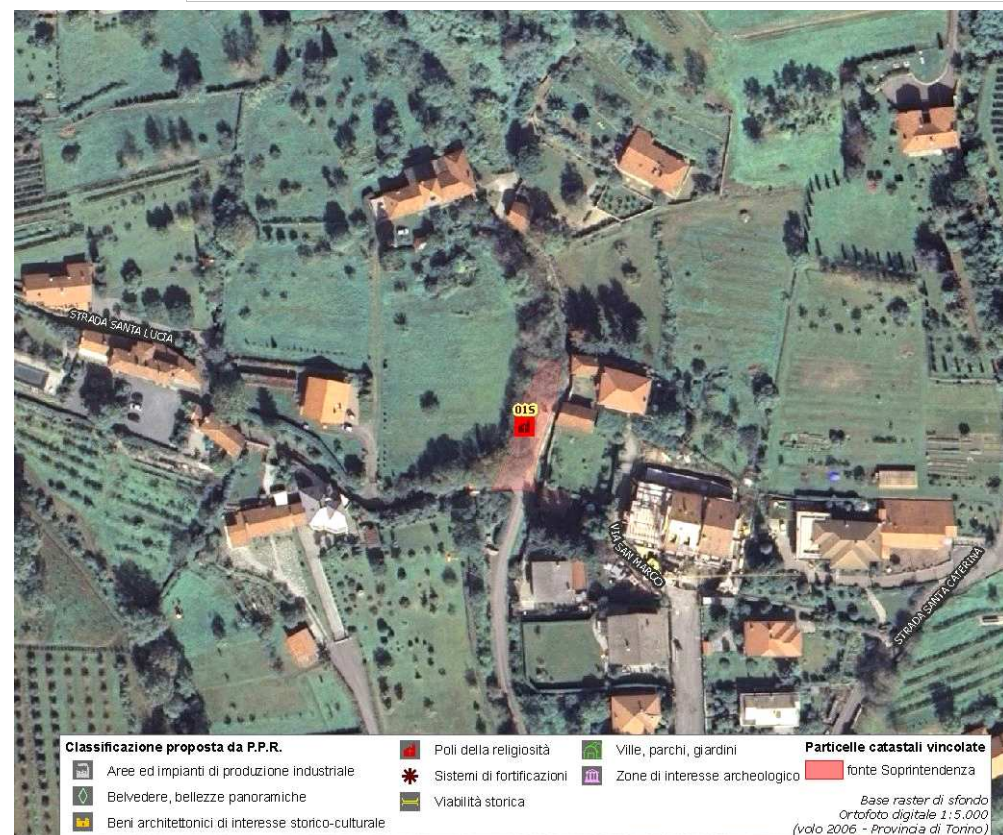 STRADA SANTA LUCIA
01S
VIA SAN MARCO
STRADA SANTA CATERINA
Classificazione proposta da P.P.R.
Aree ed impianti di produzione industriale
Belvedere, bellezze panoramiche
Beni architettonici di interesse storico-culturale
Poli della religiosità
Sistemi di fortificazioni
Viabilità storica
Ville, parchi, giardini
Zone di interesse archeologico
Particelle catastali vincolate
fonte Soprintendenza
Base raster di sfondo
Ortofoto digitale 1:5.000
(volo 2006 - Provincia di Torino)